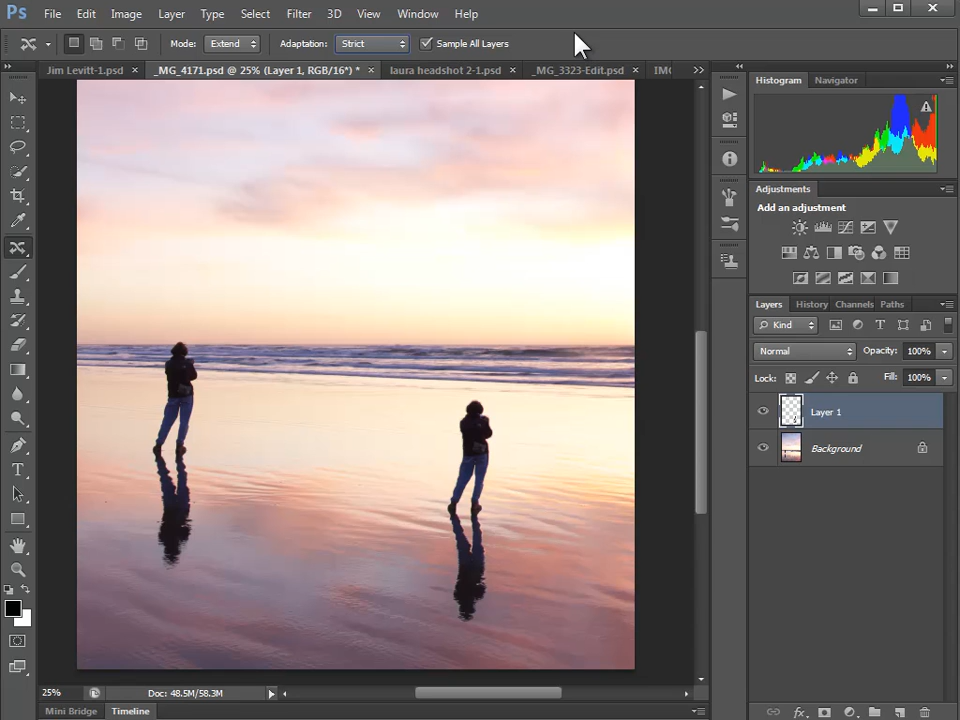 Ps File Edit Image Layer Type Select Filter 3D View Window Help
Mode: Extend Adaptation: Strict Sample All Layers
Jim Levitt-1.psd × _MG_4171.psd @ 25% (Layer 1, RGB/16*) * × laura headshot 2-1.psd × _MG_3323-Edit.psd × IMG
Histogram Navigator
Adjustments
Add an adjustment
Layers History Channels Paths
Kind
Normal Opacity: 100%
Lock: Fill: 100%
Layer 1
Background
25% Doc: 48.5M/58.3M
Mini Bridge Timeline